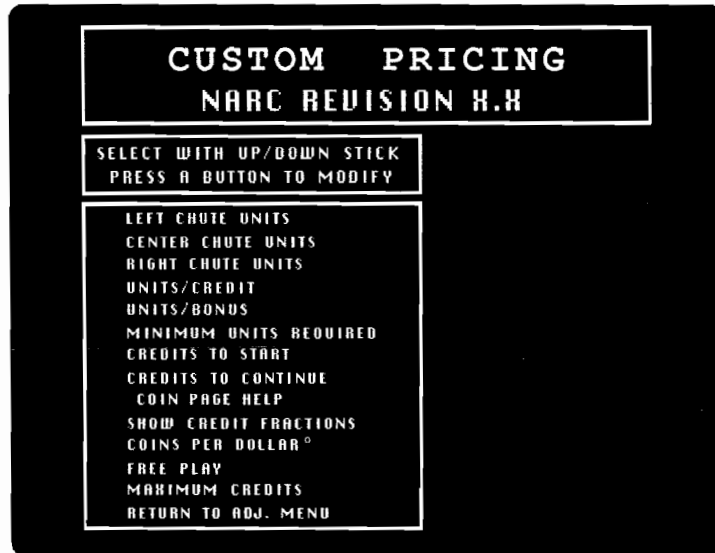 CUSTOM PRICING
NARC REVISION X.X
SELECT WITH UP/DOWN STICK
PRESS A BUTTON TO MODIFY
LEFT CHUTE UNITS
CENTER CHUTE UNITS
RIGHT CHUTE UNITS
UNITS/CREDIT
UNITS/BONUS
MINIMUM UNITS REQUIRED
CREDITS TO START
CREDITS TO CONTINUE
COIN PAGE HELP
SHOW CREDIT FRACTIONS
COINS PER DOLLAR°
FREE PLAY
MAXIMUM CREDITS
RETURN TO ADJ. MENU